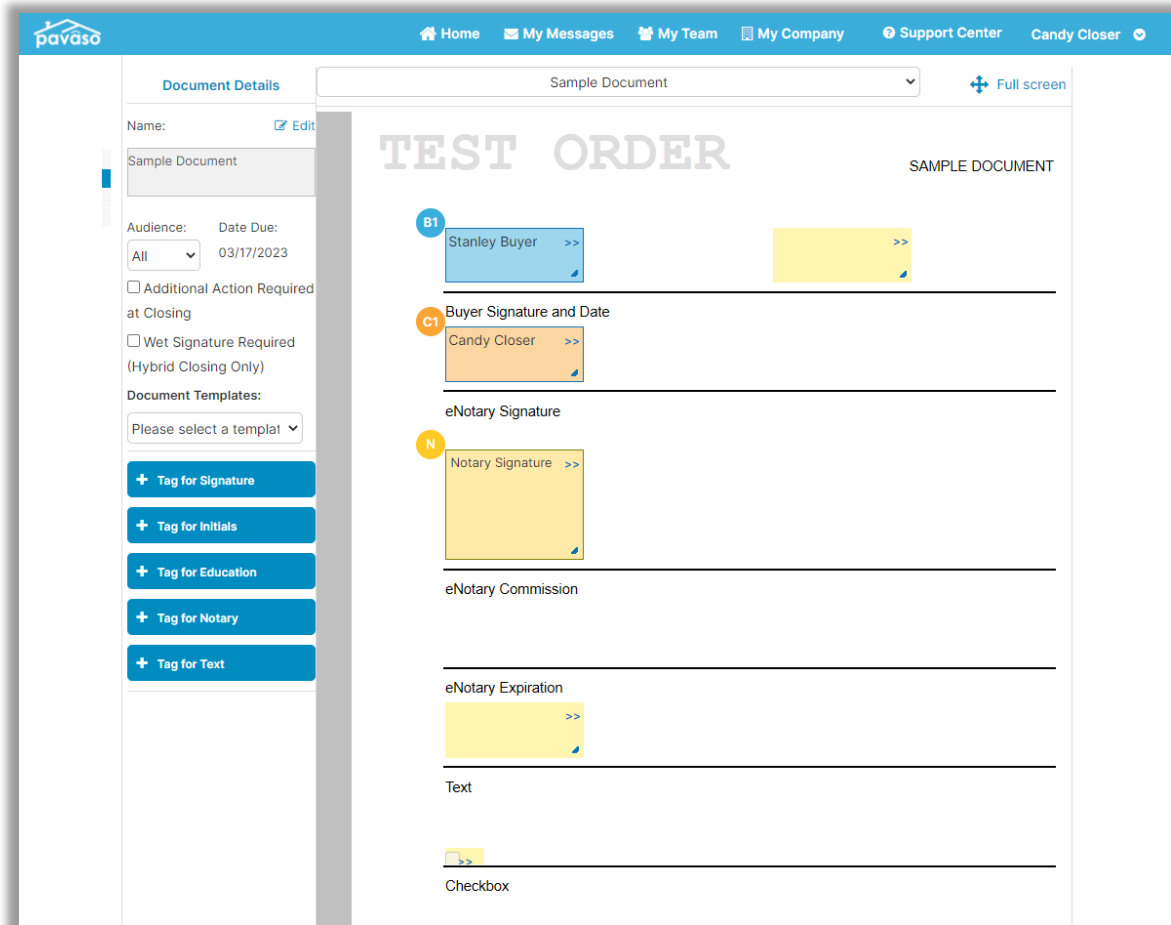 pavaso
Home My Messages My Team My Company Support Center Candy Closer
Document Details
Sample Document
Full screen
Name: Edit
Sample Document
Audience: Date Due:
All 03/17/2023
Additional Action Required
at Closing
Wet Signature Required
(Hybrid Closing Only)
Document Templates:
Please select a templat
+ Tag for Signature
+ Tag for Initials
+ Tag for Education
+ Tag for Notary
+ Tag for Text
TEST ORDER
SAMPLE DOCUMENT
B1
Stanley Buyer >>
>>
Buyer Signature and Date
C1
Candy Closer >>
eNotary Signature
N
Notary Signature >>
eNotary Commission
eNotary Expiration
>>
Text
>>
Checkbox